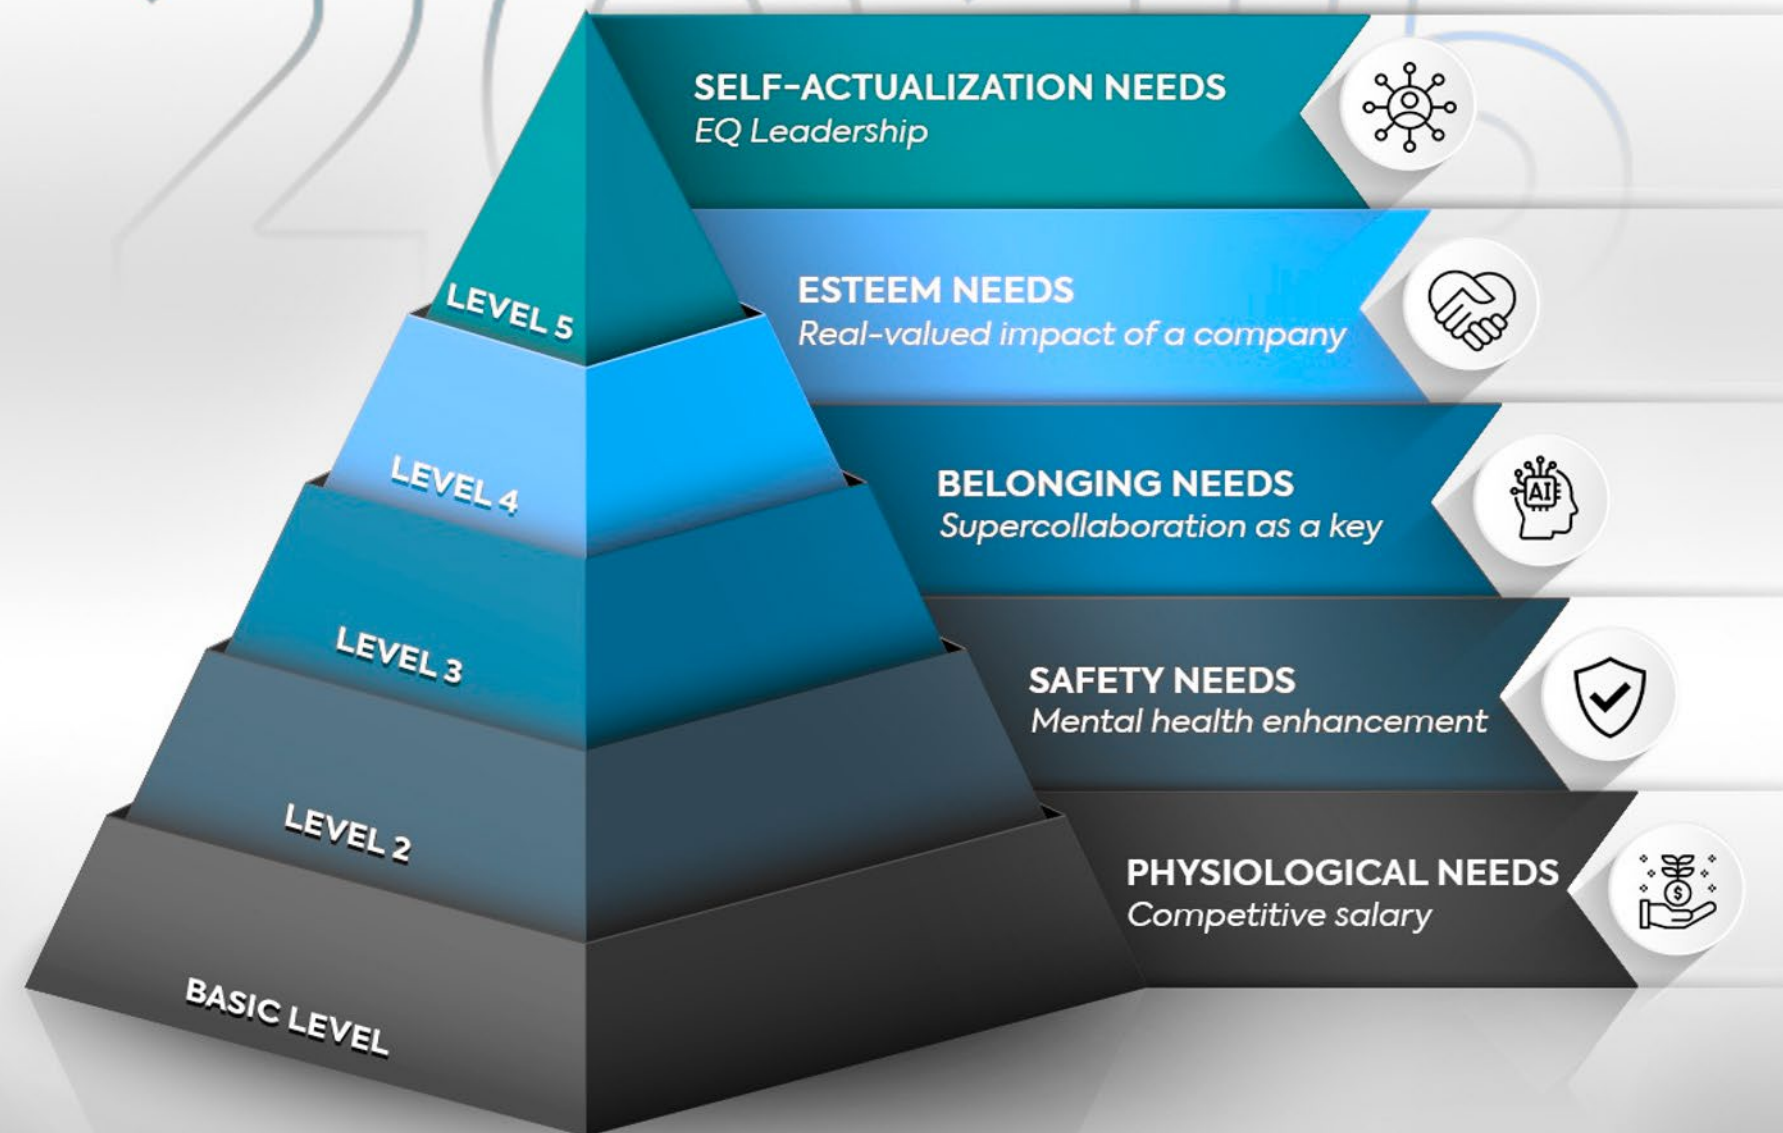 SELF-ACTUALIZATION NEEDS
EQ Leadership
LEVEL 5
ESTEEM NEEDS
Real-valued impact of a company
LEVEL 4
BELONGING NEEDS
Supercollaboration as a key
AI
LEVEL 3
SAFETY NEEDS
Mental health enhancement
LEVEL 2
PHYSIOLOGICAL NEEDS
Competitive salary
$
BASIC LEVEL